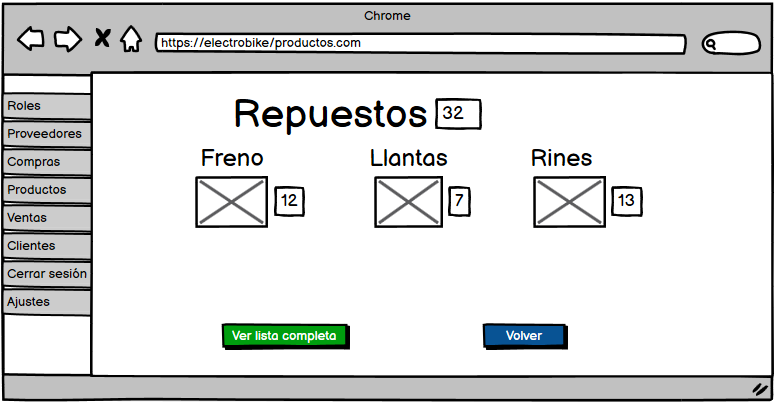 Chrome
https://electrobike/productos.com
Roles
Proveedores
Compras
Productos
Ventas
Clientes
Cerrar sesión
Ajustes
Repuestos 32
Freno Llantas Rines
12 7 13
Ver lista completa Volver